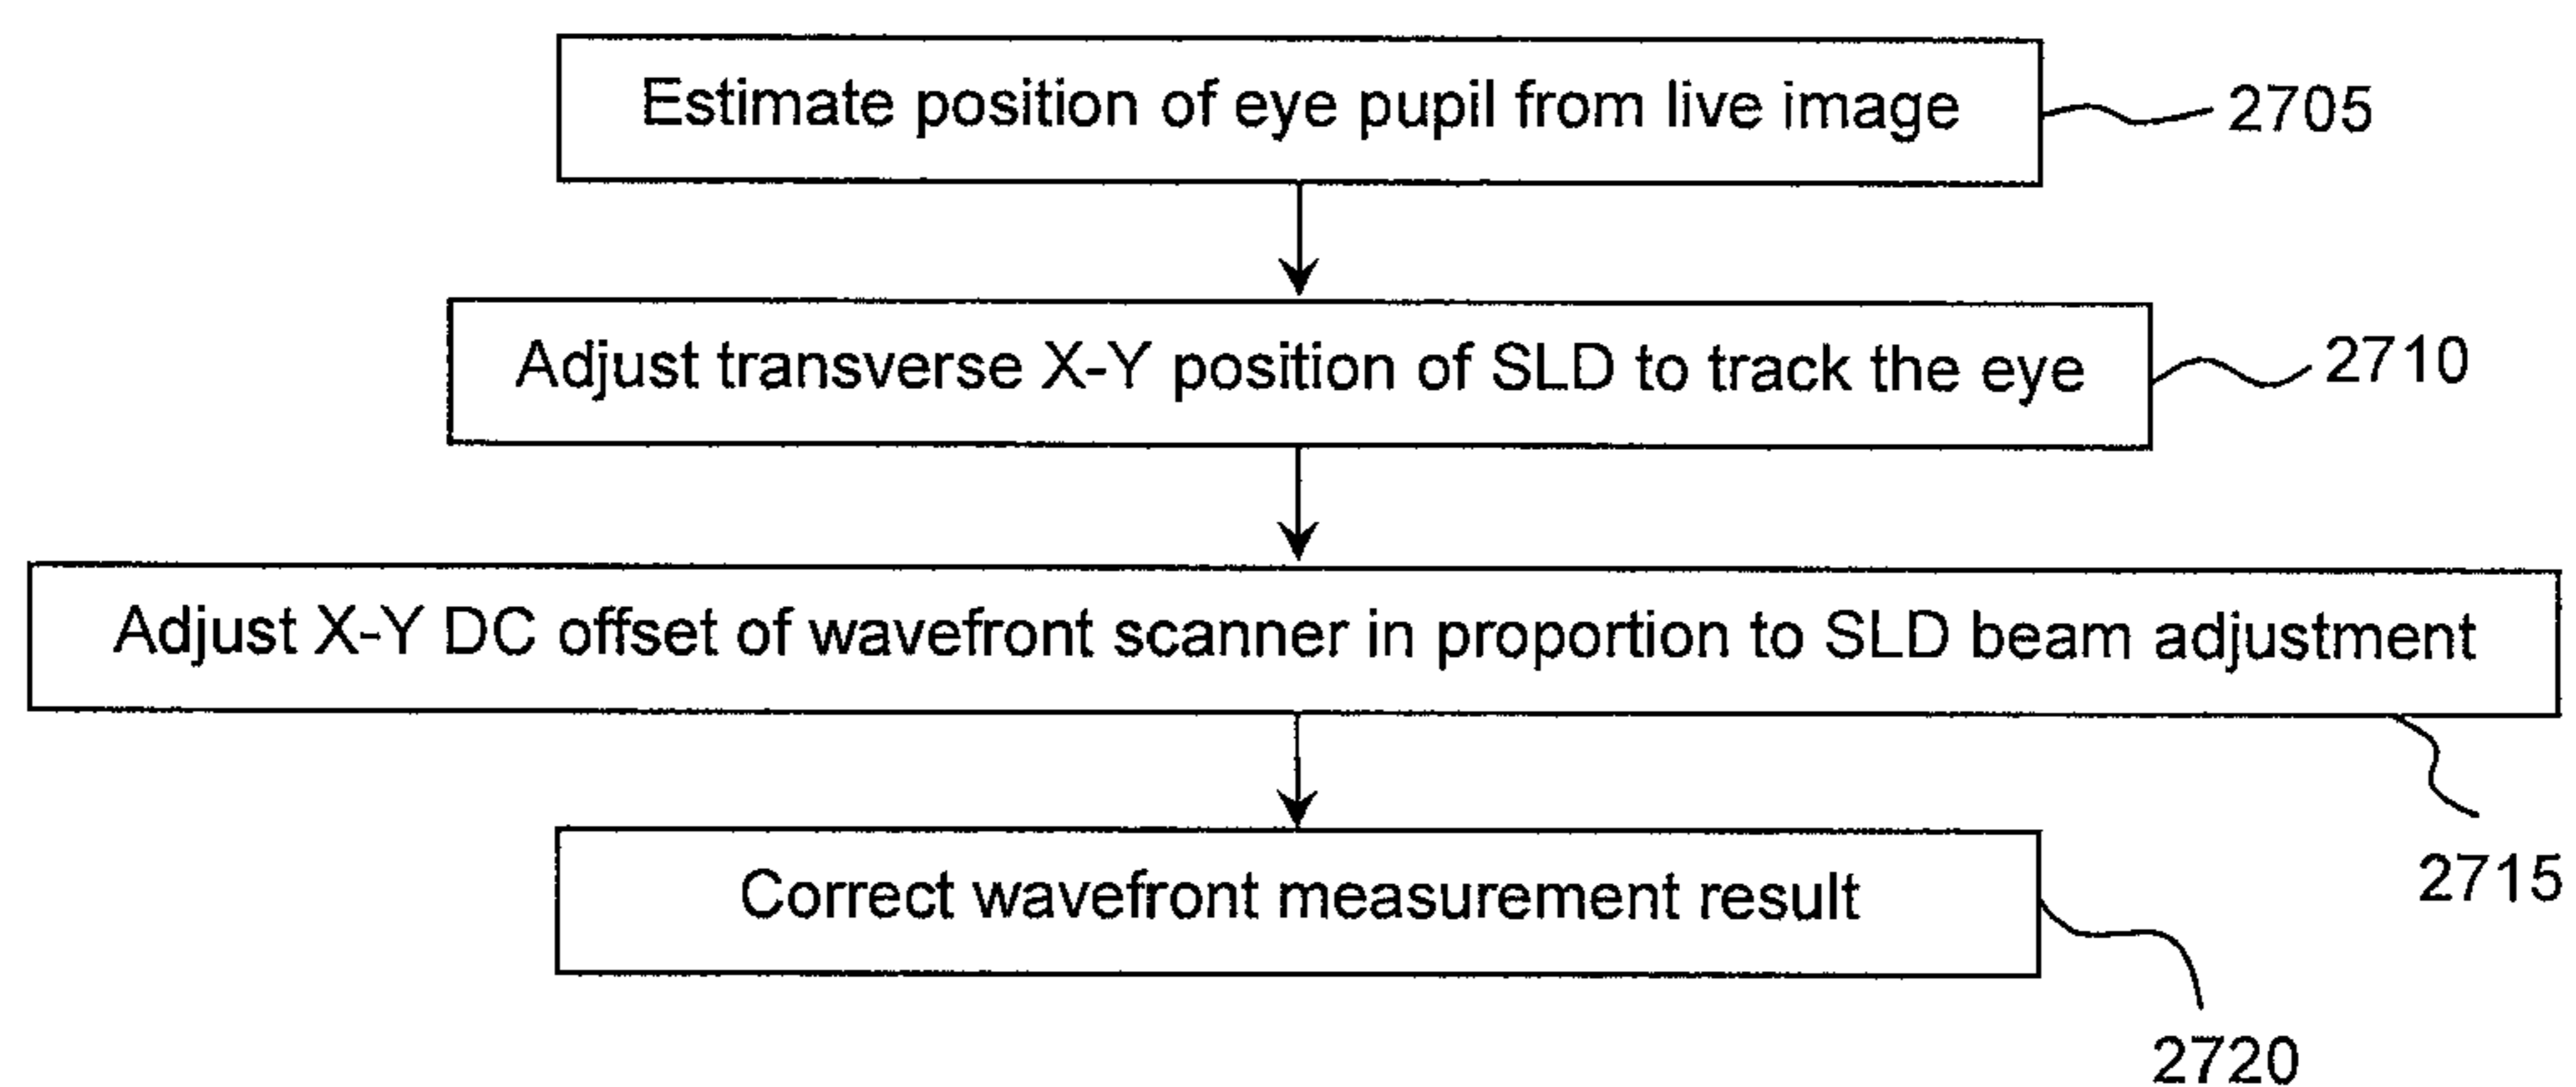 Estimate position of eye pupil from live image
2705
Adjust transverse X-Y position of SLD to track the eye
2710
Adjust X-Y DC offset of wavefront scanner in proportion to SLD beam adjustment
2715
Correct wavefront measurement result
2720